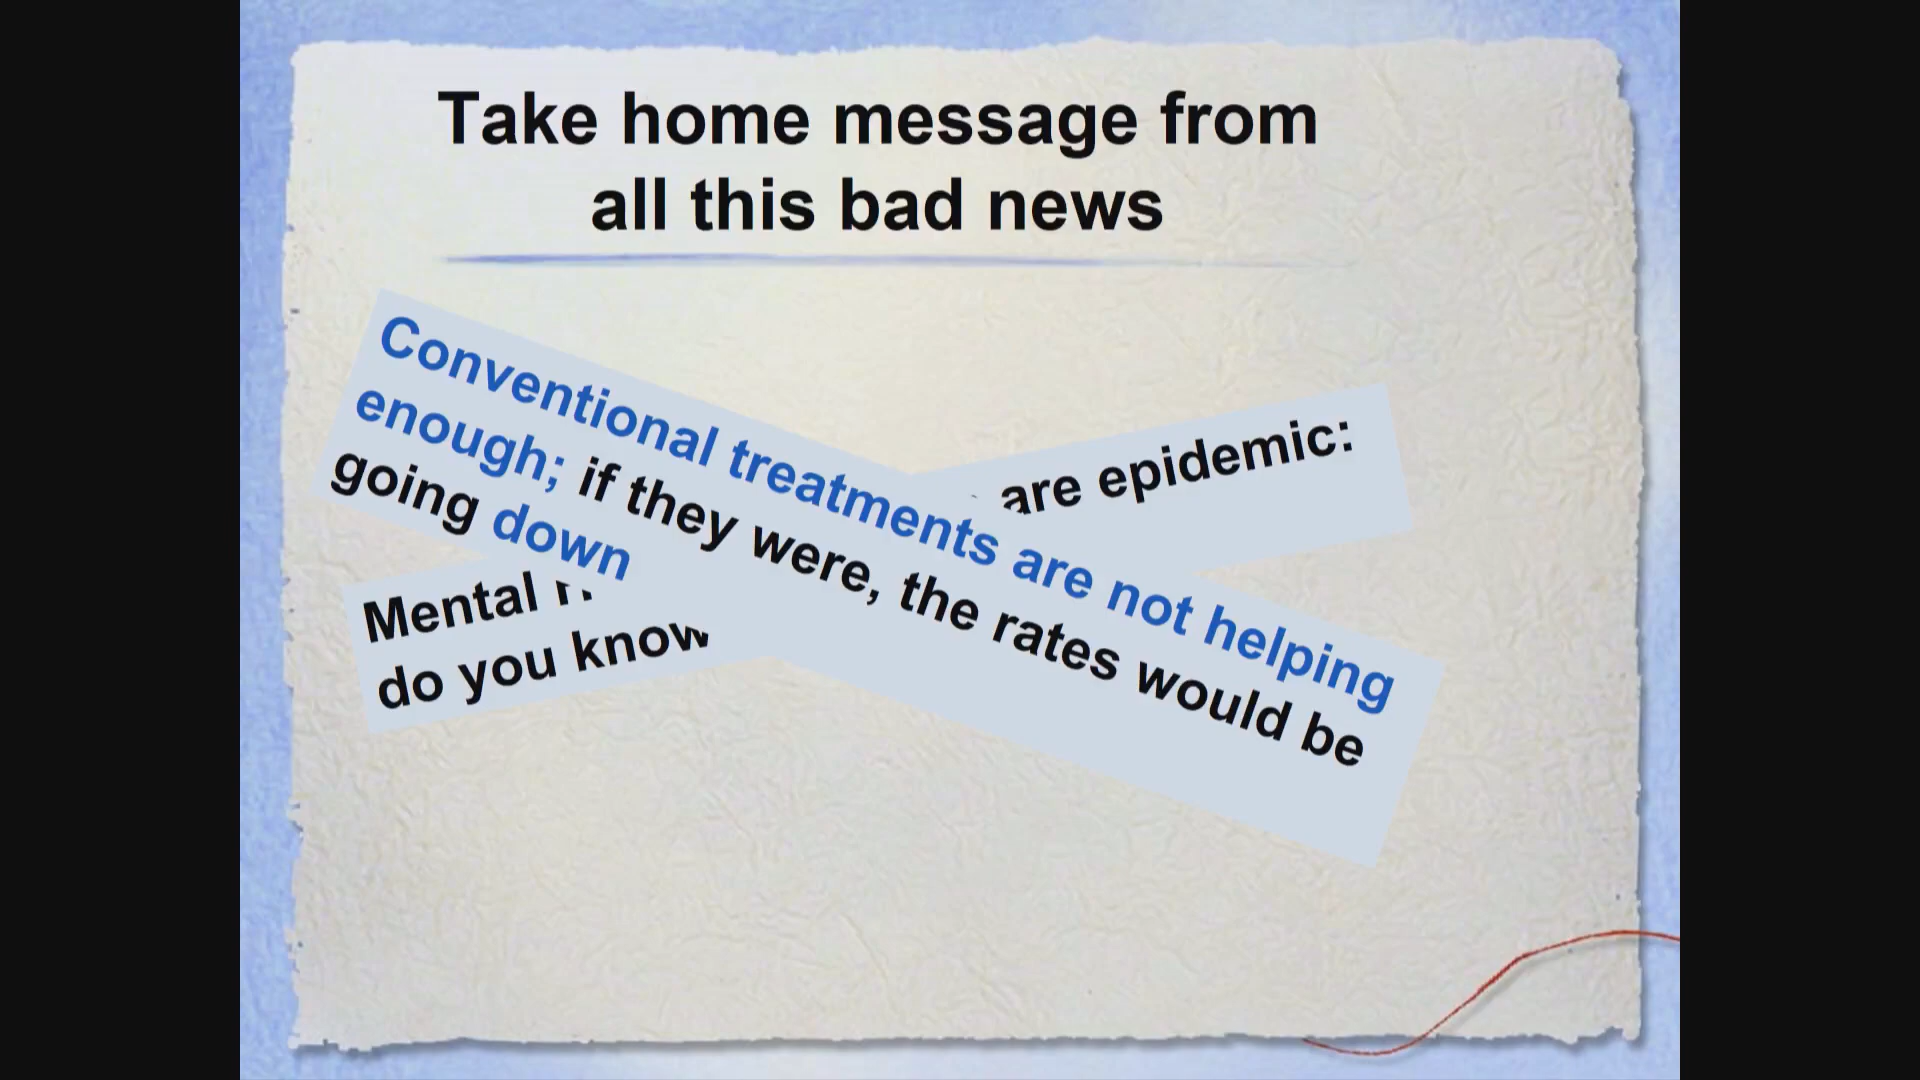 Take home message from
all this bad news
Conventional treatments are not helping
enough; if they were, the rates would be
going down
are epidemic:
Mental
do you know